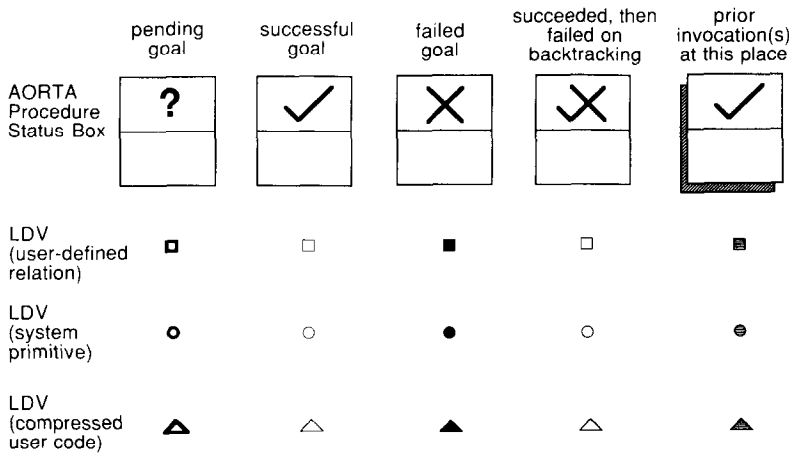 pending
goal
successful
goal
failed
goal
succeeded, then
failed on
backtracking
prior
invocation(s)
at this place
AORTA
Procedure
Status Box
?
LDV
(user-defined
relation)
LDV
(system
primitive)
LDV
(compressed
user code)